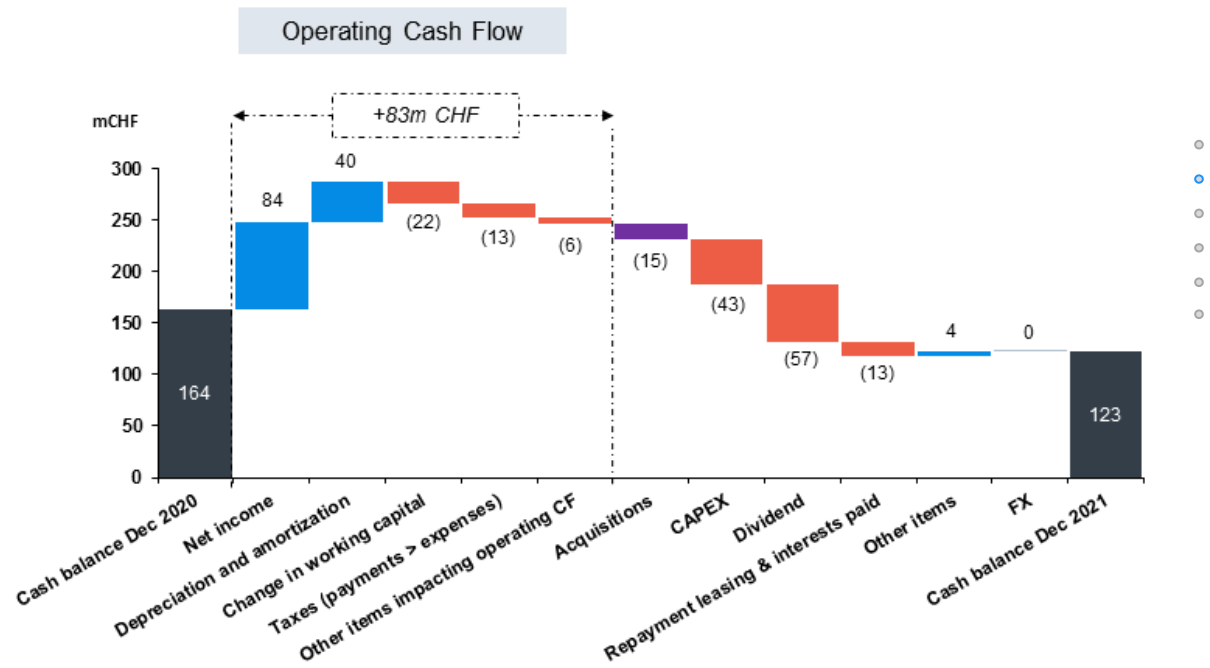 Operating Cash Flow
+83m CHF
mCHF
300
250
200
150
100
50
0
164
84
40
(22)
(13)
(6)
(15)
(43)
(57)
(13)
4
0
123
Cash balance Dec 2020
Net income
Depreciation and amortization
Change in working capital
Taxes (payments > expenses)
Other items impacting operating CF
Acquisitions
CAPEX
Dividend
Repayment leasing & interests paid
Other items
FX
Cash balance Dec 2021